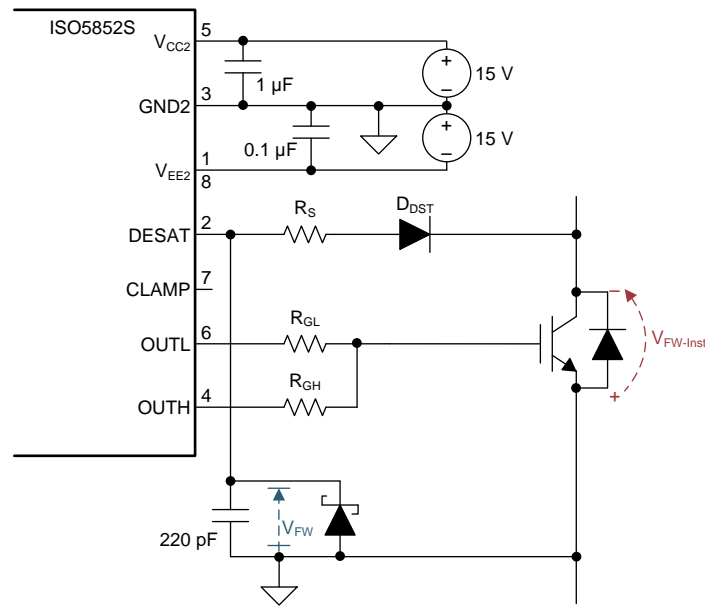 ISO5852S
VCC2 5
15 V
1 µF
GND2 3
0.1 µF
15 V
VEE2 1
8
DESAT 2
RS
DDST
CLAMP 7
OUTL 6
RGL
VFW-Inst
OUTH 4
RGH
220 pF
VFW